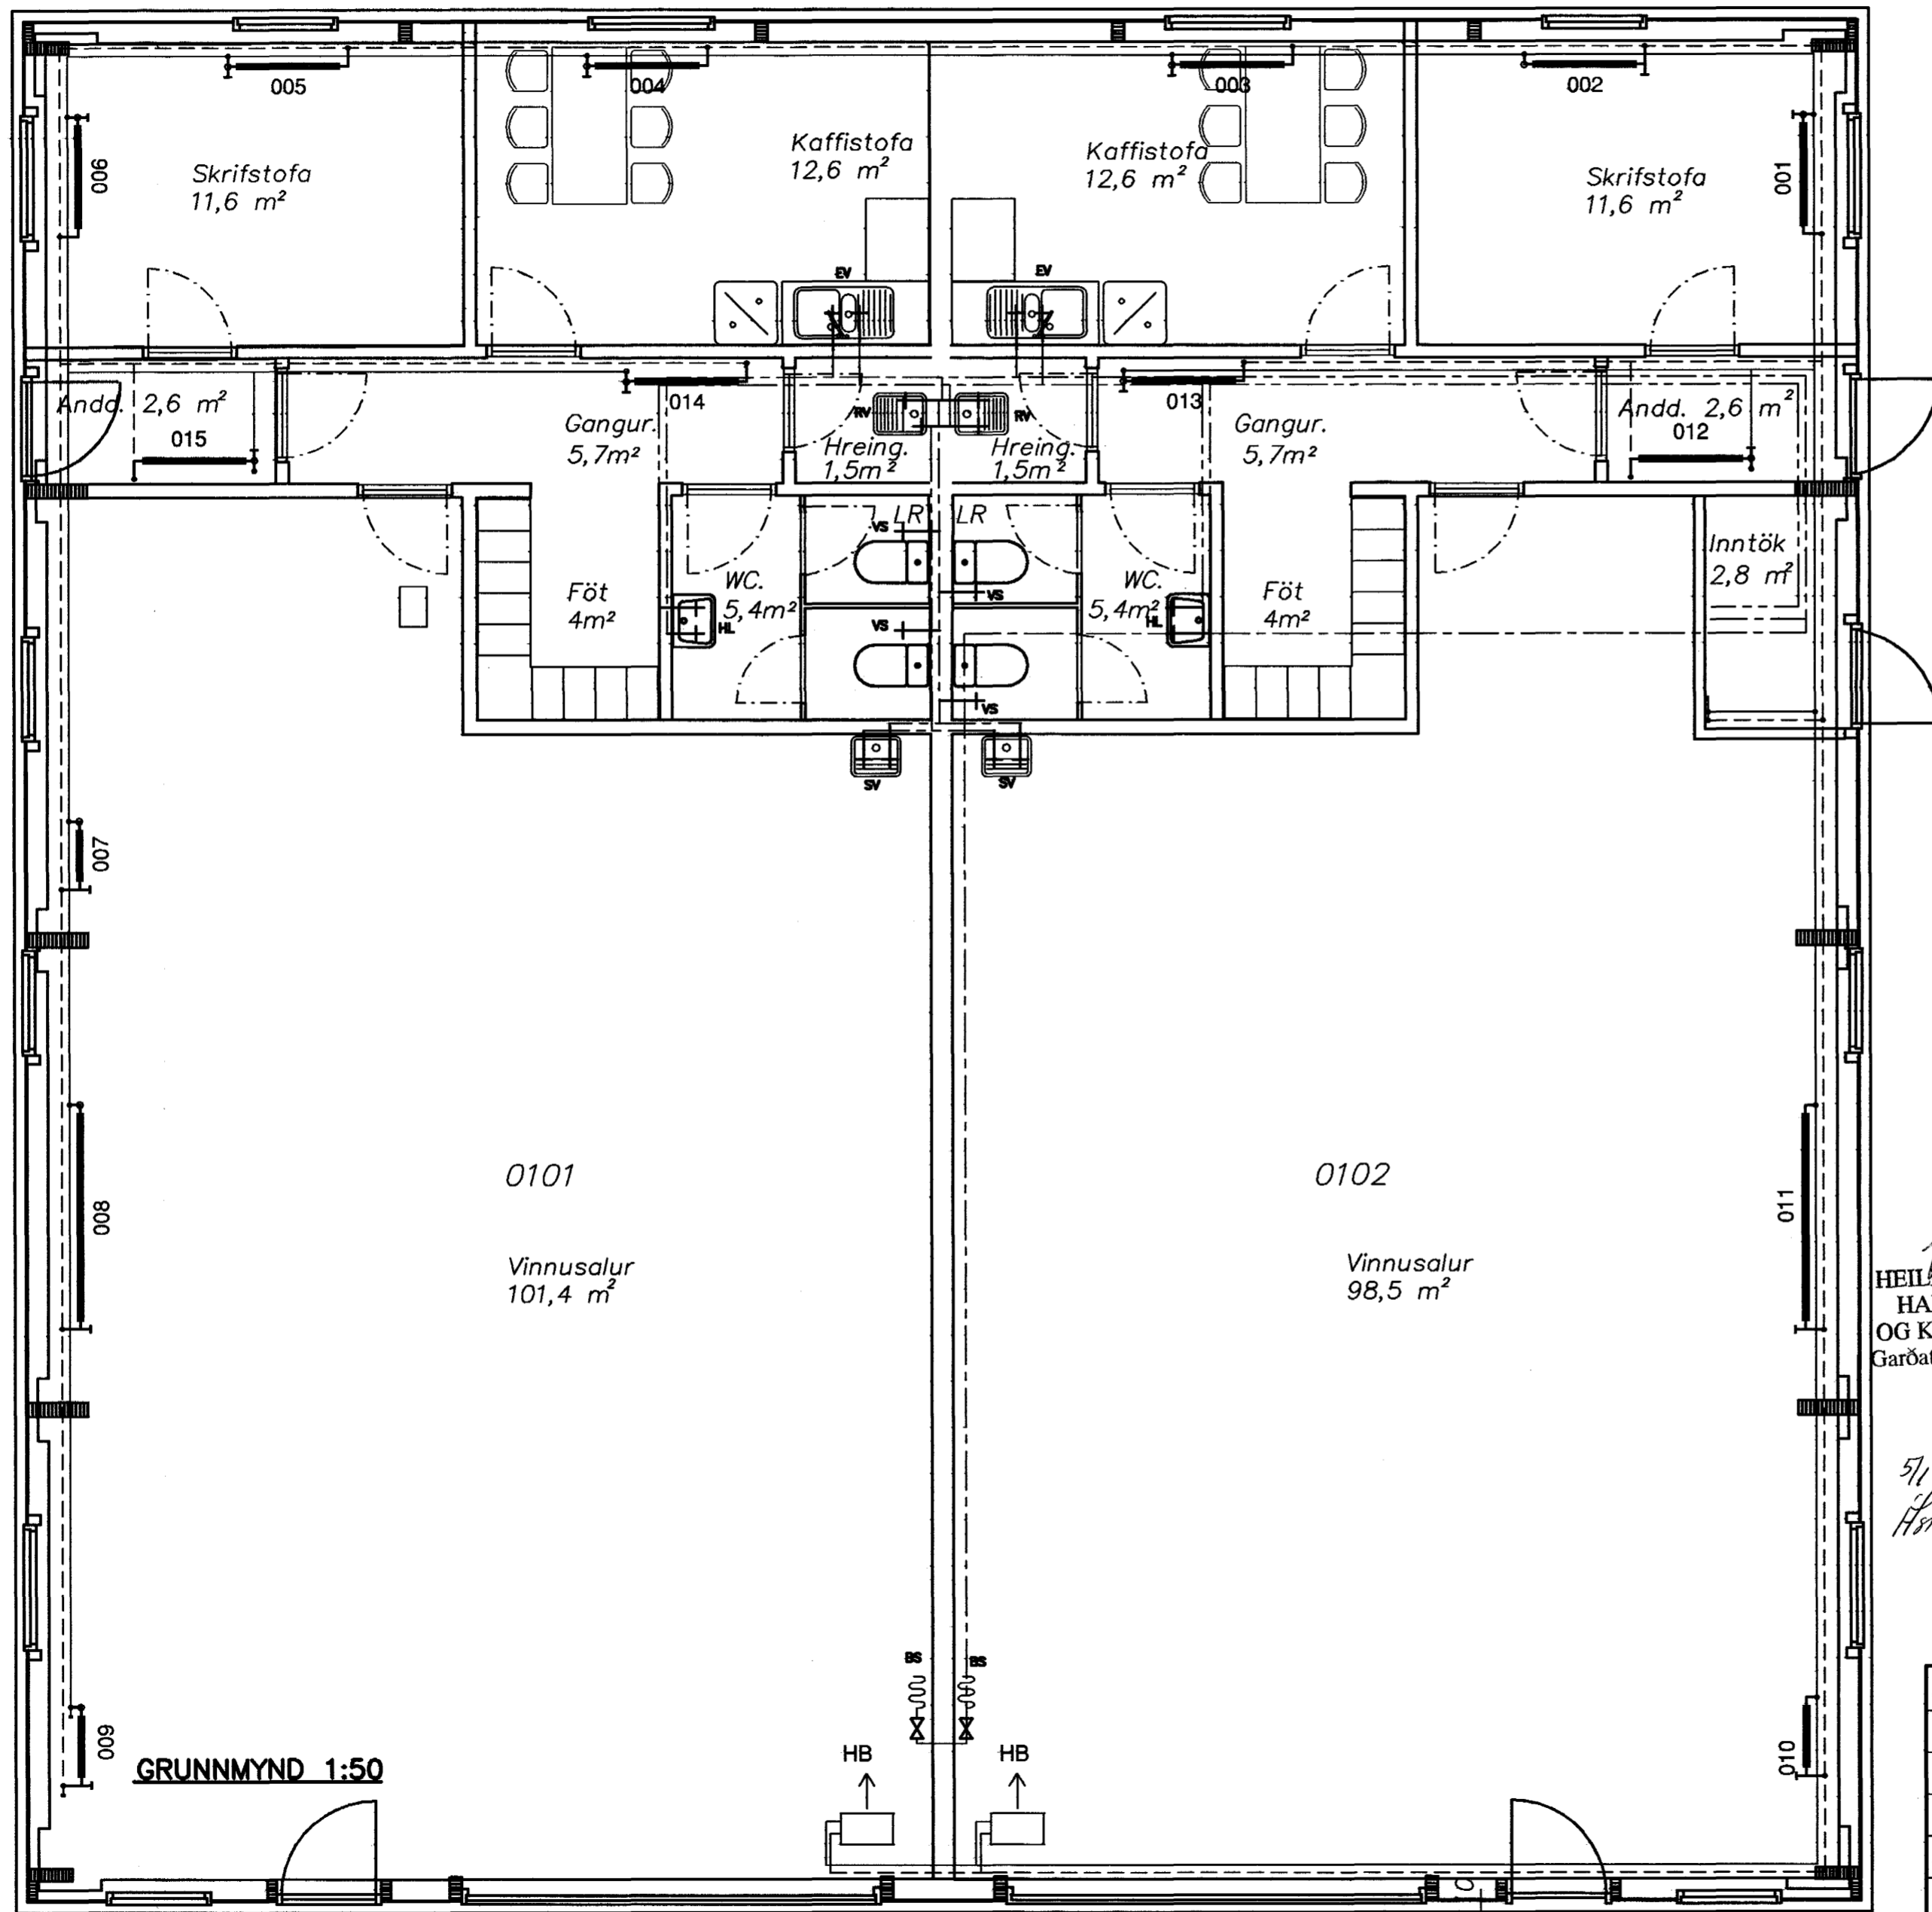 005
004
003
002
006
001
Skrifstofa
11,6 m²
Kaffistofa
12,6 m²
Kaffistofa
12,6 m²
Skrifstofa
11,6 m²
EV
EV
Andd. 2,6 m²
015
014
Gangur.
5,7m²
RV
Hreing.
1,5m²
RV
Hreing.
1,5m²
013
Gangur.
5,7m²
Andd. 2,6 m²
012
LR
LR
VS
VS
VS
VS
WC.
5,4m²
HL
WC.
5,4m²
HL
Föt
4m²
Föt
4m²
Inntök
2,8 m²
SV
SV
007
008
011
0101
0102
Vinnusalur
101,4 m²
Vinnusalur
98,5 m²
OG K
BS
BS
009
010
HB
HB
GRUNNMYND 1:50